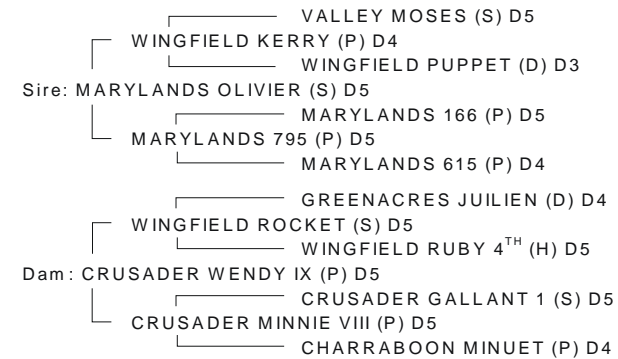 VALLEY MOSES (S) D5
WINGFIELD KERRY (P) D4
WINGFIELD PUPPET (D) D3
Sire: MARYLANDS OLIVIER (S) D5
MARYLANDS 166 (P) D5
MARYLANDS 795 (P) D5
MARYLANDS 615 (P) D4
GREENACRES JUILIEN (D) D4
WINGFIELD ROCKET (S) D5
WINGFIELD RUBY 4TH (H) D5
Dam: CRUSADER WENDY IX (P) D5
CRUSADER GALLANT 1 (S) D5
CRUSADER MINNIE VIII (P) D5
CHARRABOON MINUET (P) D4